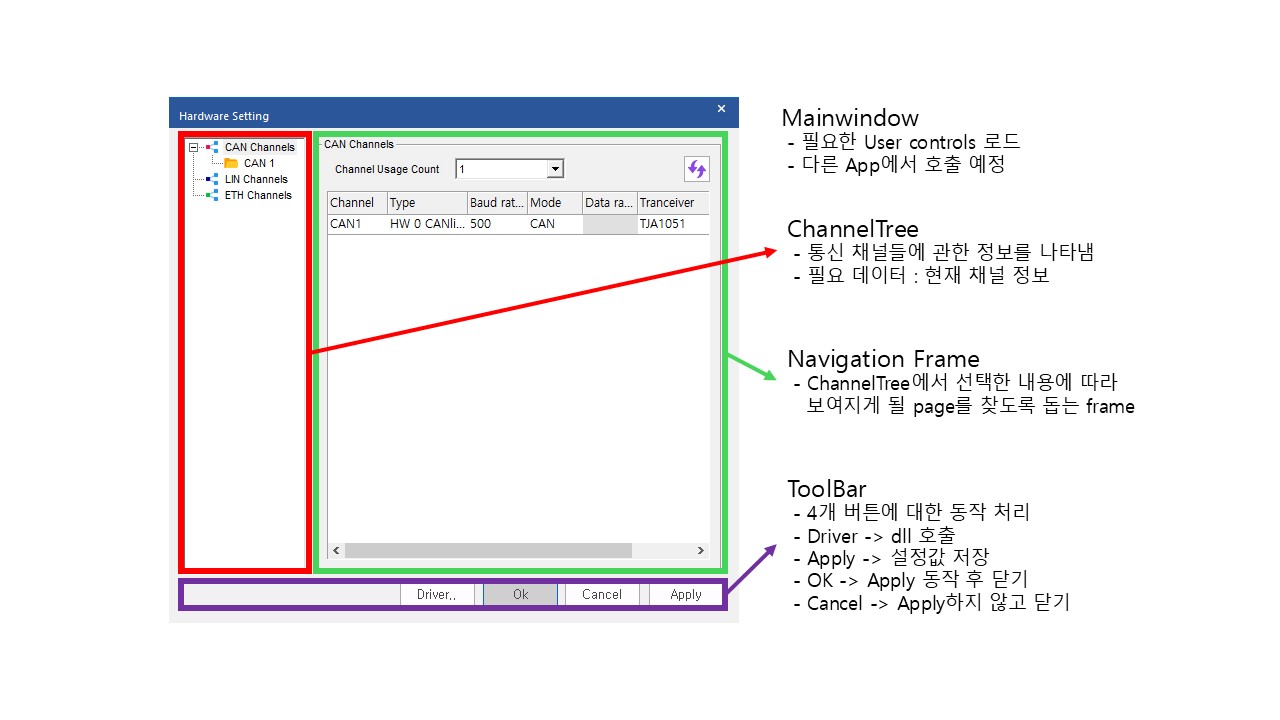 Hardware Setting
CAN Channels
CAN 1
LIN Channels
ETH Channels
CAN Channels
Channel Usage Count 1
Channel Type Baud rat... Mode Data ra... Tranceiver
CAN1 HW 0 CANli... 500 CAN TJA1051
Driver.. Ok Cancel Apply
Mainwindow
- 필요한 User controls 로드
- 다른 App에서 호출 예정
ChannelTree
- 통신 채널들에 관한 정보를 나타냄
- 필요 데이터 : 현재 채널 정보
Navigation Frame
- ChannelTree에서 선택한 내용에 따라
보여지게 될 page를 찾도록 돕는 frame
ToolBar
- 4개 버튼에 대한 동작 처리
- Driver -> dll 호출
- Apply -> 설정값 저장
- OK -> Apply 동작 후 닫기
- Cancel -> Apply하지 않고 닫기